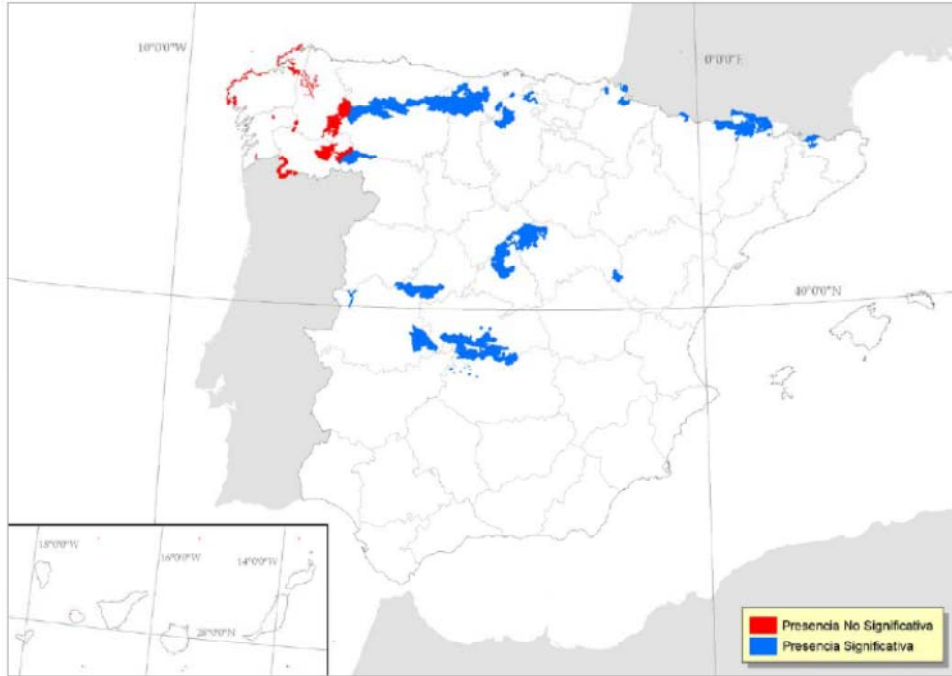 10°0'0"W
0°0'0"E
40°0'0"N
18°0'0"W
16°0'0"W
14°0'0"W
28°0'0"N
Presencia No Significativa
Presencia Significativa